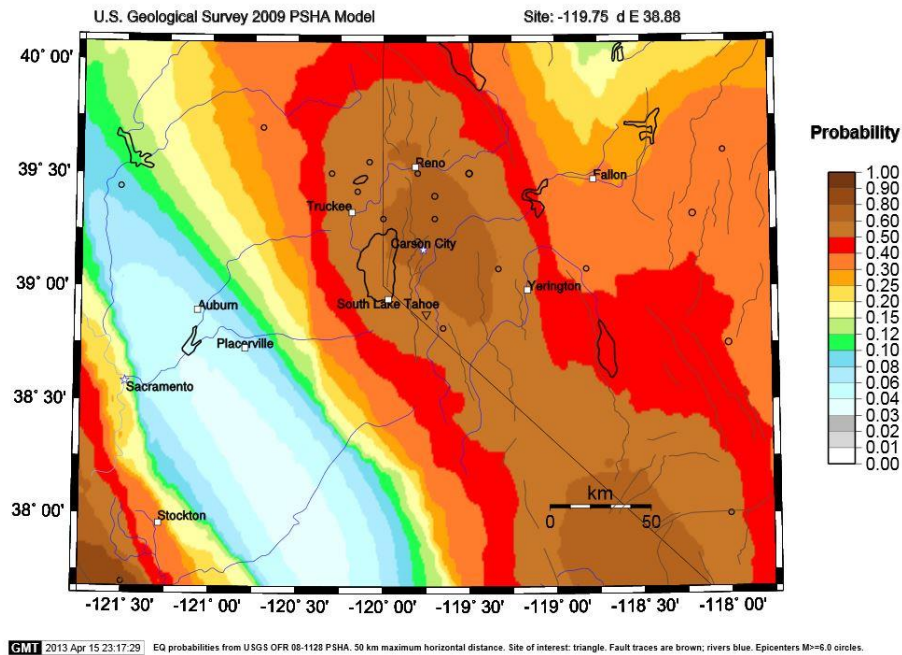 U.S. Geological Survey 2009 PSHA Model Site: -119.75 d E 38.88
40° 00'
39° 30'
39° 00'
38° 30'
38° 00'
Reno
Fallon
Truckee
Carson City
Yerington
South Lake Tahoe
Auburn
Placerville
Sacramento
Stockton
km
0 50
-121° 30' -121° 00' -120° 30' -120° 00' -119° 30' -119° 00' -118° 30' -118° 00'
Probability
1.00
0.90
0.80
0.60
0.50
0.40
0.30
0.25
0.20
0.15
0.12
0.10
0.08
0.06
0.04
0.03
0.02
0.01
0.00
GMT 2013 Apr 15 23:17:29 EQ probabilities from USGS OFR 08-1128 PSHA. 50 km maximum horizontal distance. Site of interest: triangle. Fault traces are brown; rivers blue. Epicenters M>=6.0 circles.